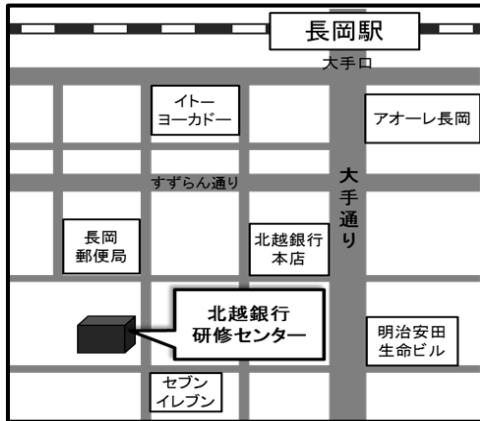 長岡駅
大手口
イトー
ヨーカドー
アオーレ長岡
すずらん通り
大手通り
長岡
郵便局
北越銀行
本店
北越銀行
研修センター
明治安田
生命ビル
セブン
イレブン